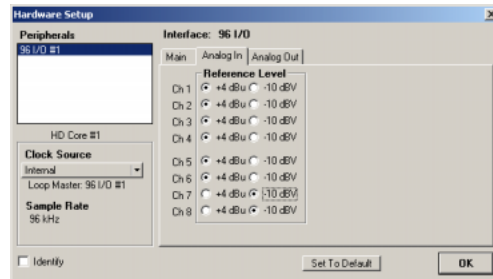 Hardware Setup
Peripherals
96 I/O #1
HD Core #1
Clock Source
Internal
Loop Master: 96 I/O #1
Sample Rate
96 kHz
Identify
Interface: 96 I/O
Main Analog In Analog Out
Reference Level
Ch 1 +4 dBu -10 dBV
Ch 2 +4 dBu -10 dBV
Ch 3 +4 dBu -10 dBV
Ch 4 +4 dBu -10 dBV
Ch 5 +4 dBu -10 dBV
Ch 6 +4 dBu -10 dBV
Ch 7 +4 dBu -10 dBV
Ch 8 +4 dBu -10 dBV
Set To Default
OK